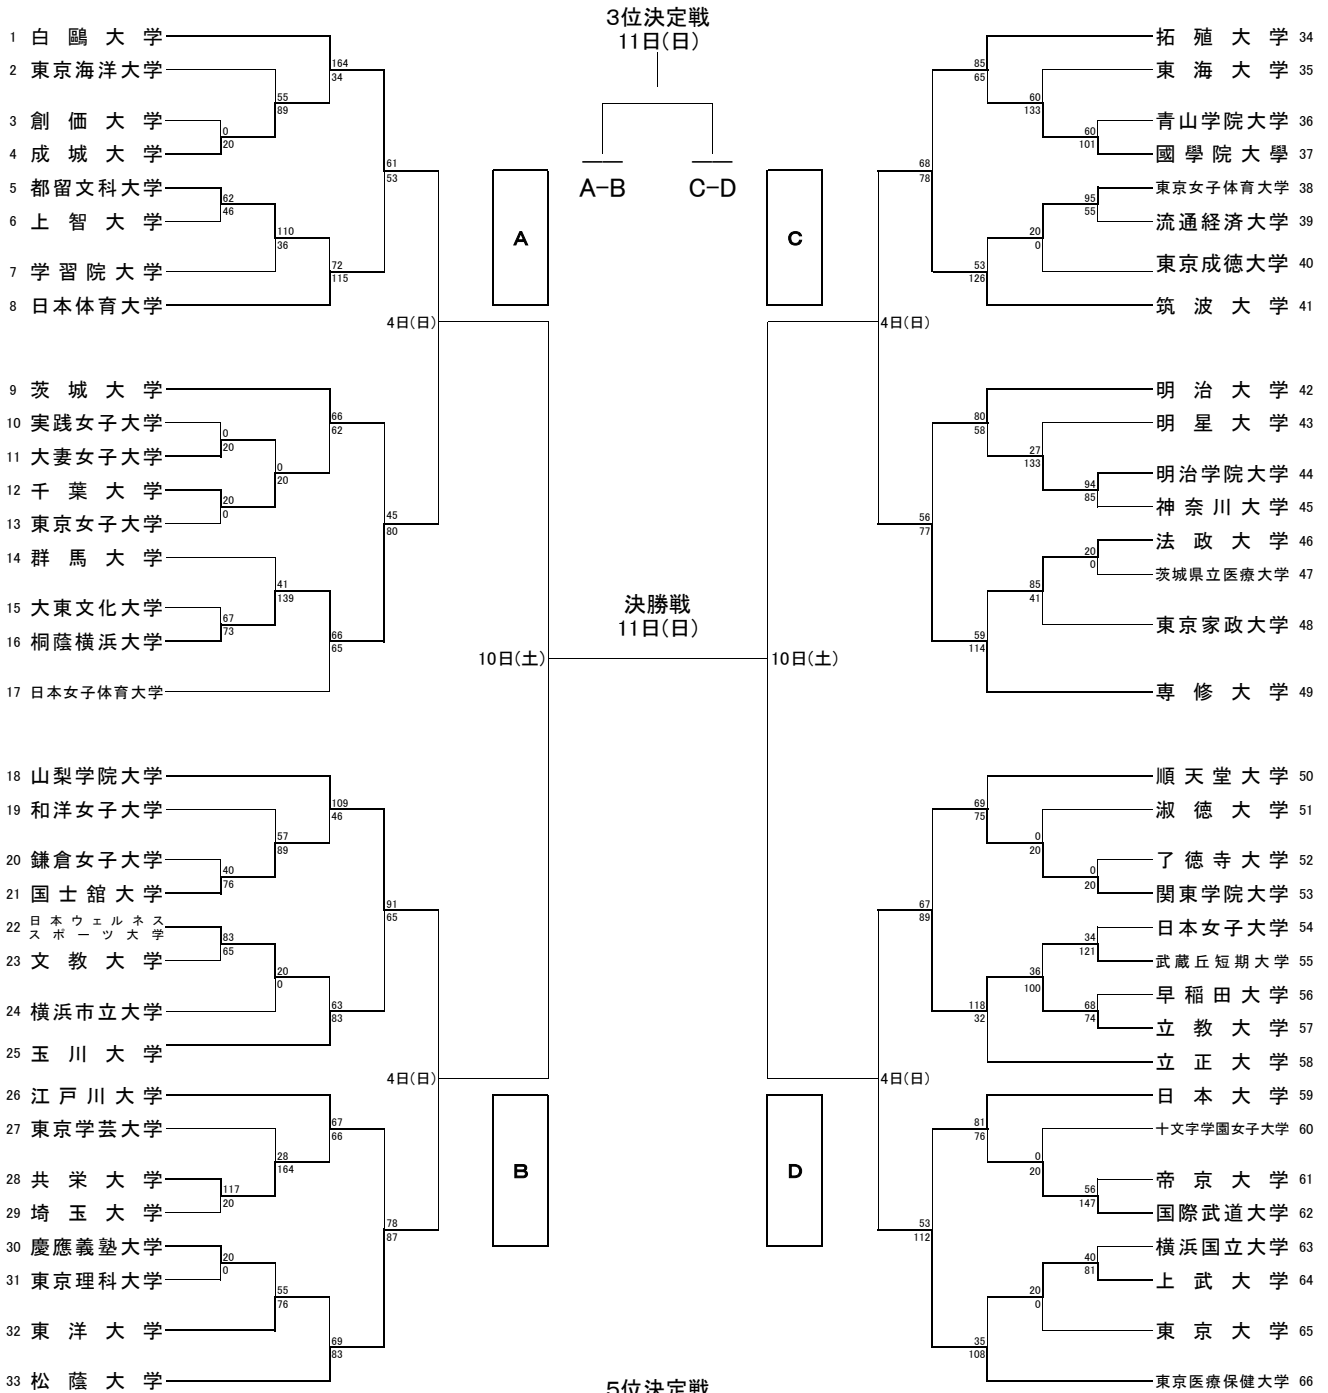 3位決定戦
11日(日)
A-B
C-D
1 白鷗大学
2 東京海洋大学
3 創価大学
4 成城大学
5 都留文科大学
6 上智大学
7 学習院大学
8 日本体育大学
164
34
55
89
0
20
62
46
110
36
72
115
61
53
A
4日(日)
9 茨城大学
10 実践女子大学
11 大妻女子大学
12 千葉大学
13 東京女子大学
14 群馬大学
15 大東文化大学
16 桐蔭横浜大学
17 日本女子体育大学
66
62
0
20
0
20
20
0
45
80
41
139
67
73
66
65
10日(土)
18 山梨学院大学
19 和洋女子大学
20 鎌倉女子大学
21 国士舘大学
22 日本ウェルネス
スポーツ大学
23 文教大学
24 横浜市立大学
25 玉川大学
109
46
57
89
40
76
91
65
83
65
20
0
63
83
4日(日)
26 江戸川大学
27 東京学芸大学
28 共栄大学
29 埼玉大学
30 慶應義塾大学
31 東京理科大学
32 東洋大学
33 松蔭大学
67
66
28
164
117
20
78
87
20
0
55
76
69
83
B
決勝戦
11日(日)
拓殖大学 34
東海大学 35
青山学院大学 36
國學院大學 37
東京女子体育大学 38
流通経済大学 39
東京成徳大学 40
筑波大学 41
85
65
60
133
60
101
68
78
95
55
20
0
53
126
C
4日(日)
明治大学 42
明星大学 43
明治学院大学 44
神奈川大学 45
法政大学 46
茨城県立医療大学 47
東京家政大学 48
専修大学 49
80
58
27
133
94
85
56
77
20
0
85
41
59
114
10日(土)
順天堂大学 50
淑徳大学 51
了徳寺大学 52
関東学院大学 53
日本女子大学 54
武蔵丘短期大学 55
早稲田大学 56
立教大学 57
立正大学 58
69
75
0
20
0
20
67
89
34
121
36
100
68
74
118
32
4日(日)
日本大学 59
十文字学園女子大学 60
帝京大学 61
国際武道大学 62
横浜国立大学 63
上武大学 64
東京大学 65
東京医療保健大学 66
81
76
0
20
56
147
53
112
40
81
20
0
35
108
D
5位決定戦